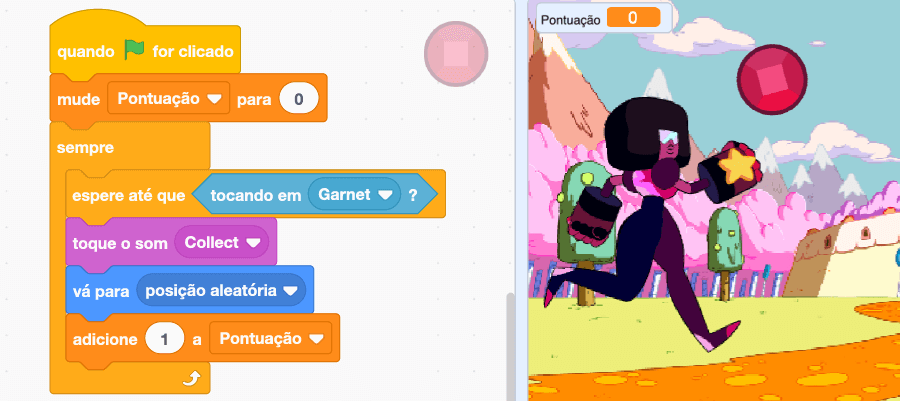 quando for clicado
mude Pontuação para 0
sempre
espere até que tocando em Garnet ?
toque o som Collect
vá para posição aleatória
adicione 1 a Pontuação
Pontuação 0